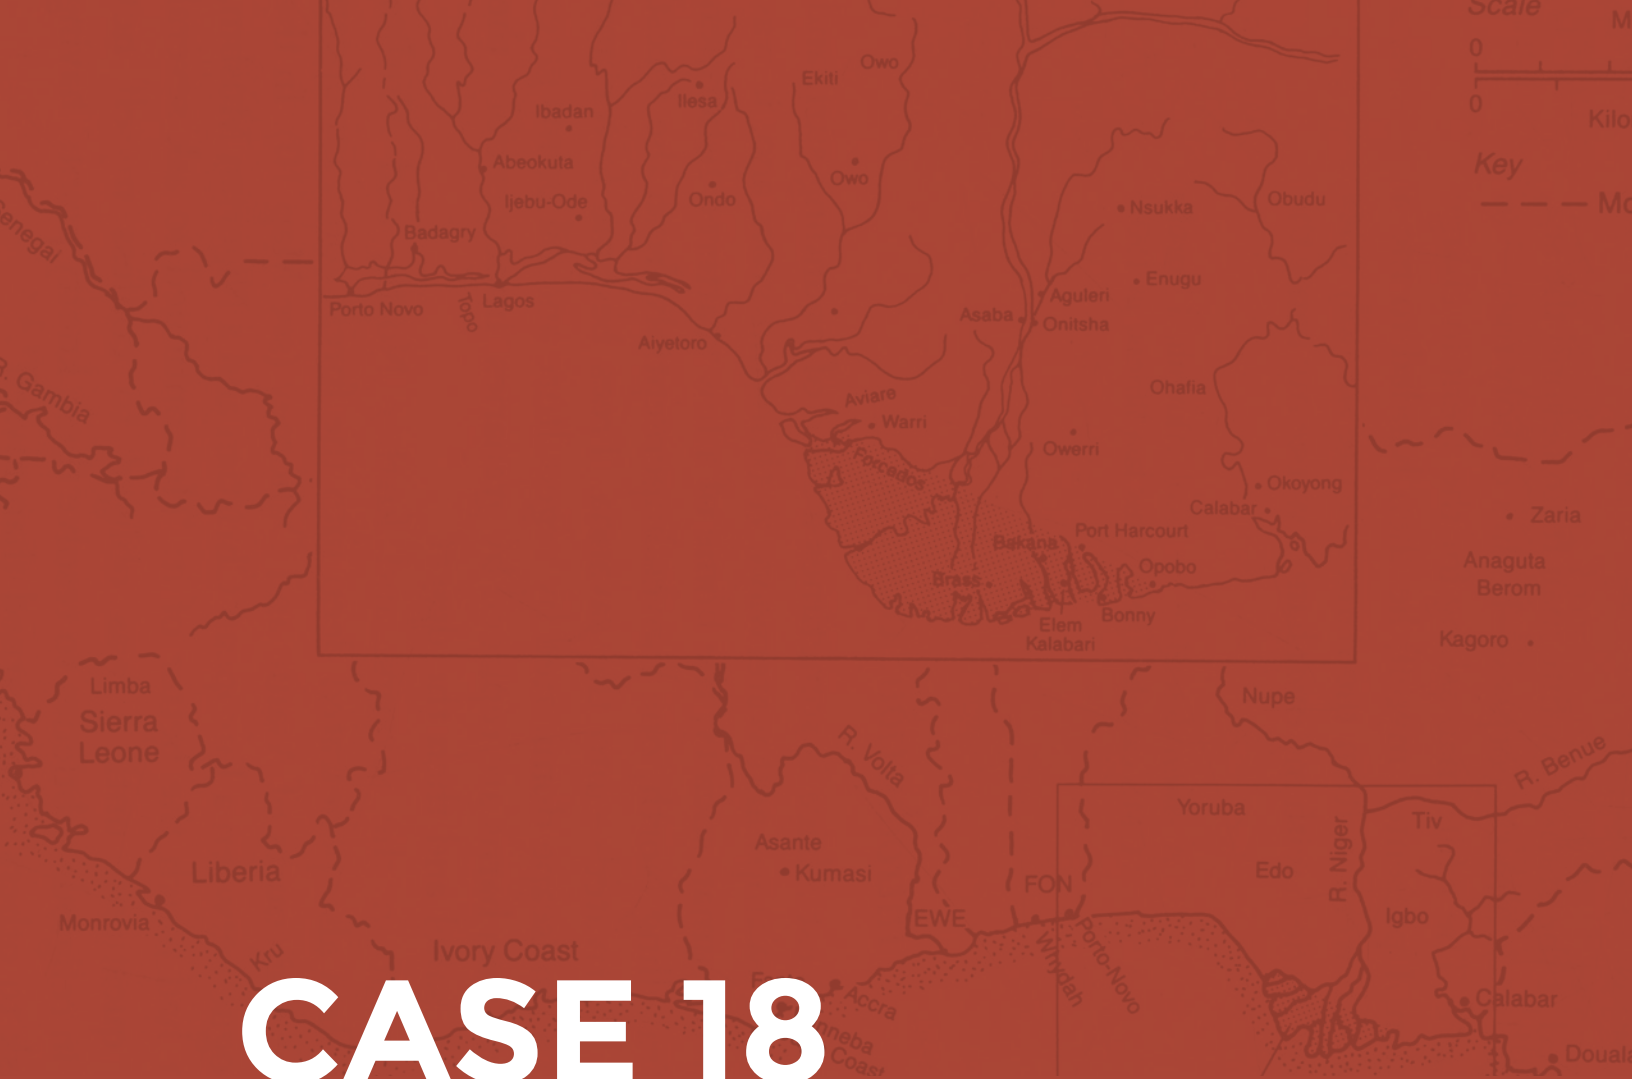 Scale
0
0
Kilo
Key
Owo
Ekiti
Ilesa
Ibadan
Abeokuta
Owo
Ijebu-Ode
Ondo
Obudu
Nsukka
Badagry
Enugu
Porto Novo
Topo
Lagos
Asaba
Aguleri
Onitsha
Aiyetoro
R. Gambia
Ohafia
Aviare
Warri
Owerri
Forcados
Okoyong
Calabar
Zaria
Bakana
Port Harcourt
Anaguta
Berom
Brass
Opobo
Bonny
Elem
Kalabari
Kagoro
Limba
Sierra
Leone
Nupe
R. Volta
R. Benue
Yoruba
R. Niger
Tiv
Asante
Kumasi
Liberia
Edo
FON
EWE
Igbo
Monrovia
Kru
Ivory Coast
Whydah
Porto-Novo
Accra
Calabar
Coast
Douala
CASE 18